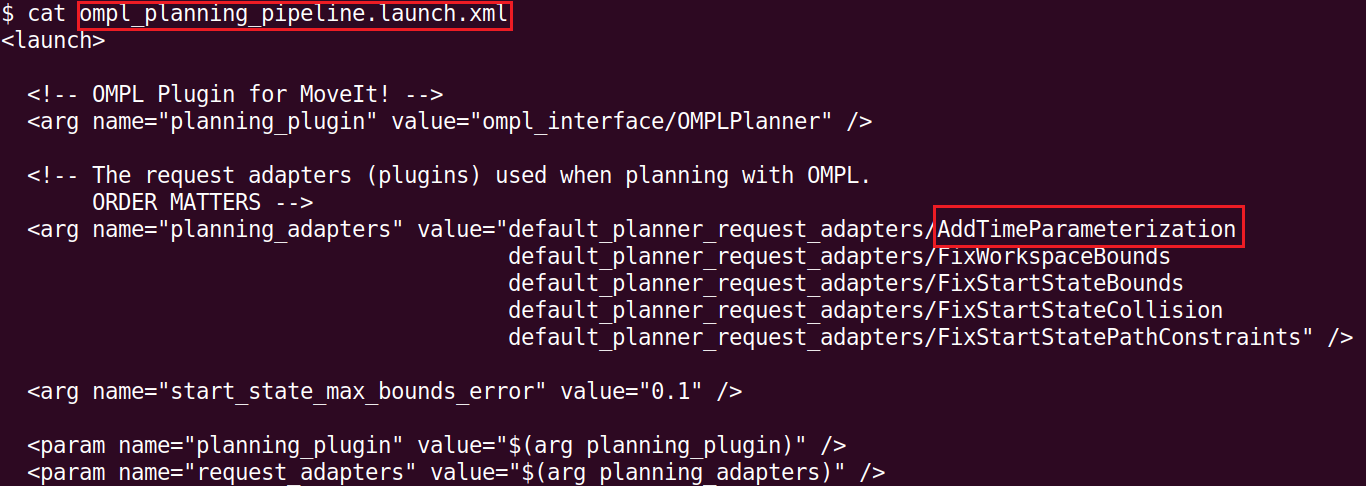 $ cat ompl_planning_pipeline.launch.xml
<launch>
<!-- OMPL Plugin for MoveIt! -->
<arg name="planning_plugin" value="ompl_interface/OMPLPlanner" />
<!-- The request adapters (plugins) used when planning with OMPL.
ORDER MATTERS -->
<arg name="planning_adapters" value="default_planner_request_adapters/AddTimeParameterization
default_planner_request_adapters/FixWorkspaceBounds
default_planner_request_adapters/FixStartStateBounds
default_planner_request_adapters/FixStartStateCollision
default_planner_request_adapters/FixStartStatePathConstraints" />
<arg name="start_state_max_bounds_error" value="0.1" />
<param name="planning_plugin" value="$(arg planning_plugin)" />
<param name="request_adapters" value="$(arg planning_adapters)" />